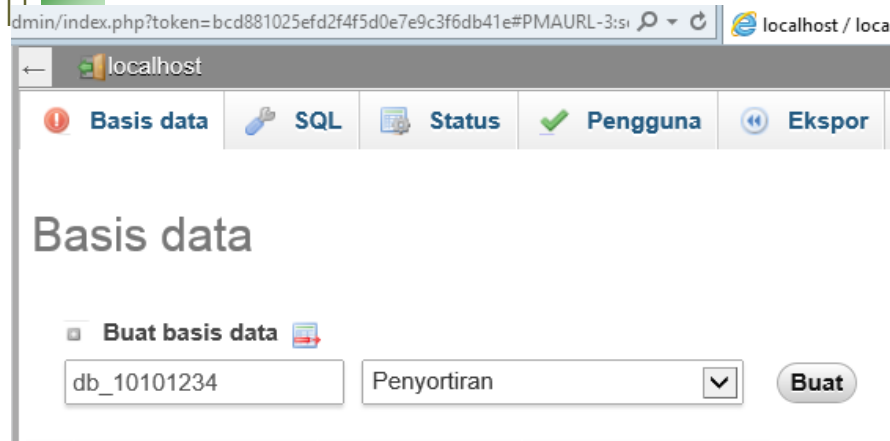 dmin/index.php?token=bcd881025efd2f4f5d0e7e9c3f6db41e#PMAURL-3:s localhost / loca
localhost
Basis data SQL Status Pengguna Ekspor
Basis data
Buat basis data
db_10101234 Penyortiran Buat